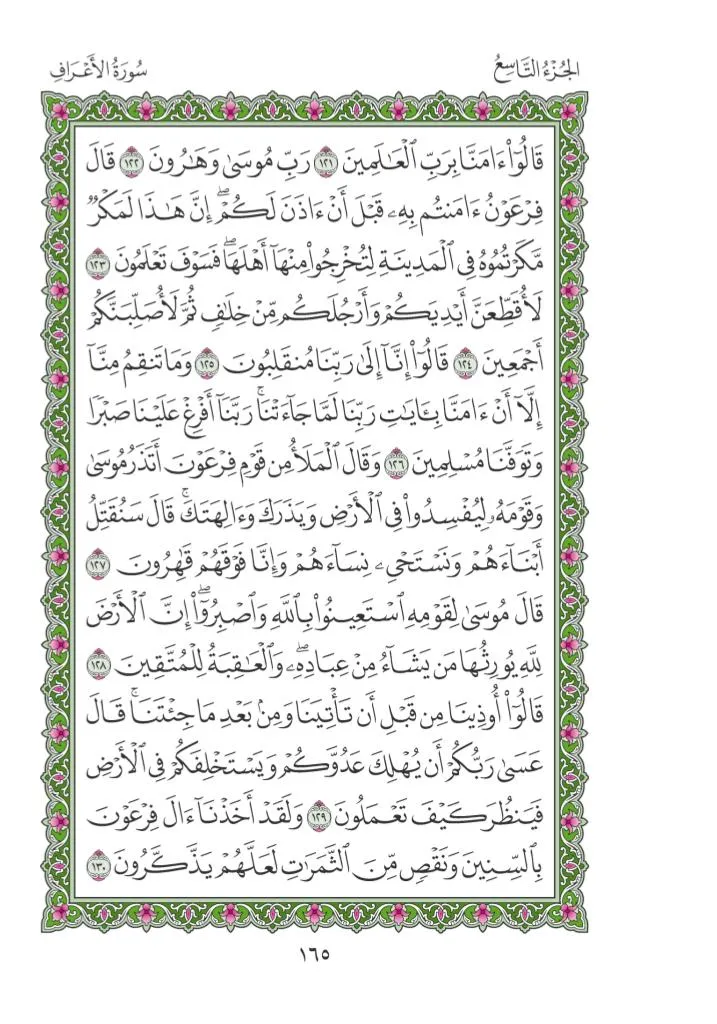 الجُزْءُ التَّاسِعُ
سُورَةُ الأَعْرَافِ
قَالُوٓاْ ءَامَنَّا بِرَبِّ ٱلْعَٰلَمِينَ ١٢١ رَبِّ مُوسَىٰ وَهَٰرُونَ ١٢٢ قَالَ
فِرْعَوْنُ ءَامَنتُم بِهِۦ قَبْلَ أَنْ ءَاذَنَ لَكُمْۖ إِنَّ هَٰذَا لَمَكْرٌ
مَّكَرْتُمُوهُ فِى ٱلْمَدِينَةِ لِتُخْرِجُواْ مِنْهَآ أَهْلَهَاۖ فَسَوْفَ تَعْلَمُونَ ١٢٣
لَأُقَطِّعَنَّ أَيْدِيَكُمْ وَأَرْجُلَكُم مِّنْ خِلَٰفٍ ثُمَّ لَأُصَلِّبَنَّكُمْ
أَجْمَعِينَ ١٢٤ قَالُوٓاْ إِنَّآ إِلَىٰ رَبِّنَا مُنقَلِبُونَ ١٢٥ وَمَا تَنقِمُ مِنَّآ
إِلَّآ أَنْ ءَامَنَّا بِـَٔايَٰتِ رَبِّنَا لَمَّا جَآءَتْنَاۚ رَبَّنَآ أَفْرِغْ عَلَيْنَا صَبْرًا
وَتَوَفَّنَا مُسْلِمِينَ ١٢٦ وَقَالَ ٱلْمَلَأُ مِن قَوْمِ فِرْعَوْنَ أَتَذَرُ مُوسَىٰ
وَقَوْمَهُۥ لِيُفْسِدُواْ فِى ٱلْأَرْضِ وَيَذَرَكَ وَءَالِهَتَكَۚ قَالَ سَنُقَتِّلُ
أَبْنَآءَهُمْ وَنَسْتَحْىِۦ نِسَآءَهُمْ وَإِنَّا فَوْقَهُمْ قَٰهِرُونَ ١٢٧
قَالَ مُوسَىٰ لِقَوْمِهِ ٱسْتَعِينُواْ بِٱللَّهِ وَٱصْبِرُوٓاْۖ إِنَّ ٱلْأَرْضَ
لِلَّهِ يُورِثُهَا مَن يَشَآءُ مِنْ عِبَادِهِۦۖ وَٱلْعَٰقِبَةُ لِلْمُتَّقِينَ ١٢٨
قَالُوٓاْ أُوذِينَا مِن قَبْلِ أَن تَأْتِيَنَا وَمِنۢ بَعْدِ مَا جِئْتَنَاۚ قَالَ
عَسَىٰ رَبُّكُمْ أَن يُهْلِكَ عَدُوَّكُمْ وَيَسْتَخْلِفَكُمْ فِى ٱلْأَرْضِ
فَيَنظُرَ كَيْفَ تَعْمَلُونَ ١٢٩ وَلَقَدْ أَخَذْنَآ ءَالَ فِرْعَوْنَ
بِٱلسِّنِينَ وَنَقْصٍ مِّنَ ٱلثَّمَرَٰتِ لَعَلَّهُمْ يَذَّكَّرُونَ ١٣٠
١٦٥